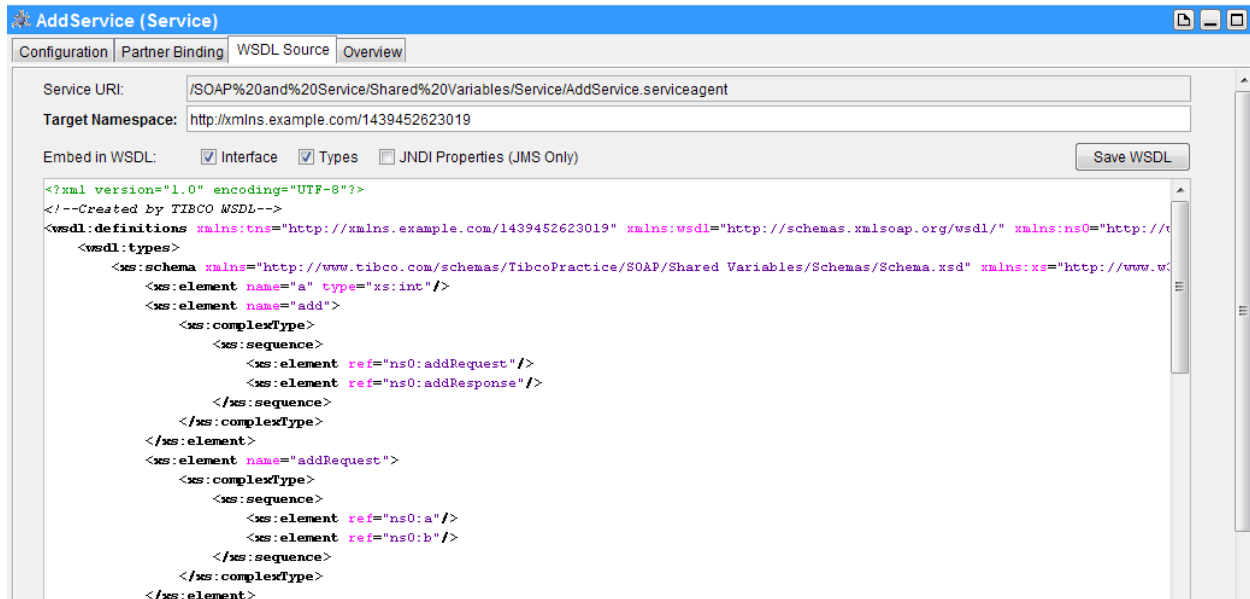 AddService (Service)
Configuration Partner Binding WSDL Source Overview
Service URI: /SOAP%20and%20Service/Shared%20Variables/Service/AddService.serviceagent
Target Namespace: http://xmlns.example.com/1439452623019
Embed in WSDL: Interface Types JNDI Properties (JMS Only) Save WSDL
<?xml version="1.0" encoding="UTF-8"?>
<!--Created by TIBCO WSDL-->
<wsdl:definitions xmlns:tns="http://xmlns.example.com/1439452623019" xmlns:wsdl="http://schemas.xmlsoap.org/wsdl/" xmlns:ns0="http://
<wsdl:types>
<xs:schema xmlns="http://www.tibco.com/schemas/TibcoPractice/SOAP/Shared Variables/Schemas/Schema.xsd" xmlns:xs="http://www.w
<xs:element name="a" type="xs:int"/>
<xs:element name="add">
<xs:complexType>
<xs:sequence>
<xs:element ref="ns0:addRequest"/>
<xs:element ref="ns0:addResponse"/>
</xs:sequence>
</xs:complexType>
</xs:element>
<xs:element name="addRequest">
<xs:complexType>
<xs:sequence>
<xs:element ref="ns0:a"/>
<xs:element ref="ns0:b"/>
</xs:sequence>
</xs:complexType>
</xs:element>